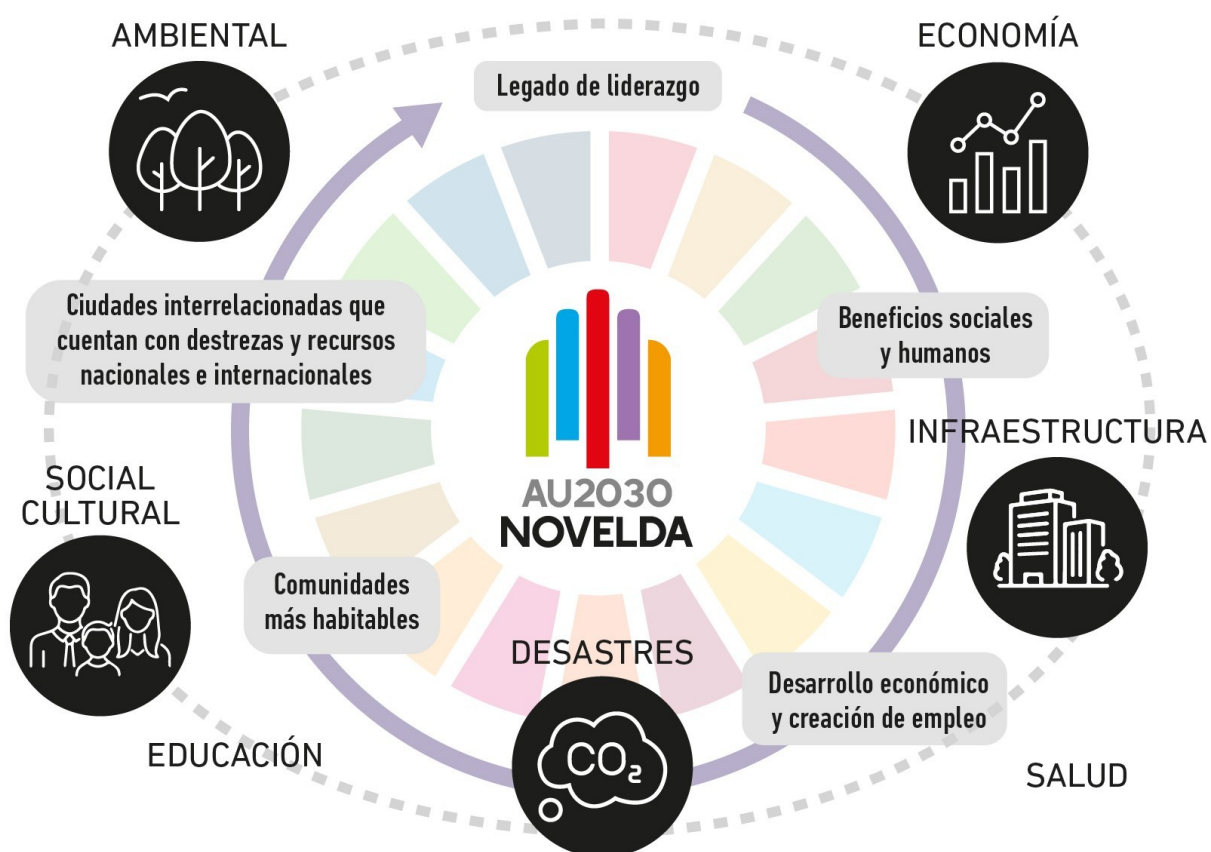 AMBIENTAL
ECONOMÍA
Legado de liderazgo
Ciudades interrelacionadas que
cuentan con destrezas y recursos
nacionales e internacionales
Beneficios sociales
y humanos
INFRAESTRUCTURA
SOCIAL
CULTURAL
AU2030
NOVELDA
Comunidades
más habitables
DESASTRES
CO₂
Desarrollo económico
y creación de empleo
EDUCACIÓN
SALUD